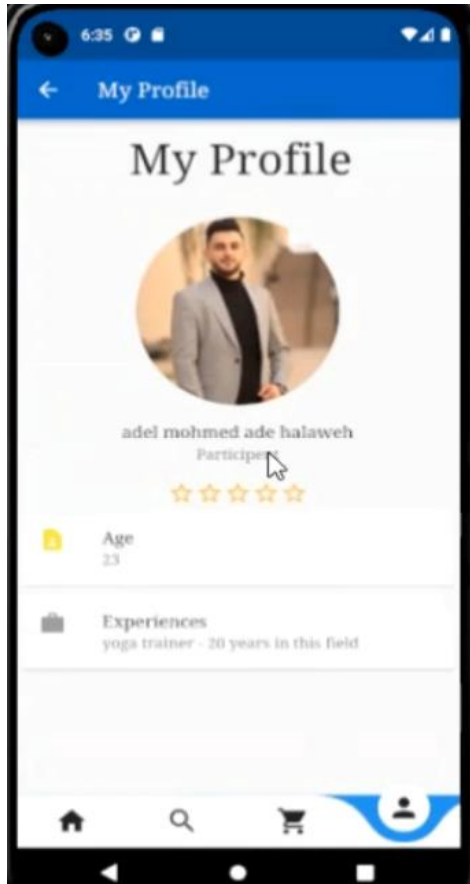 6:35
My Profile
My Profile
adel mohmed ade halaweh
Age
23
Experiences
yoga trainer - 20 years in this field